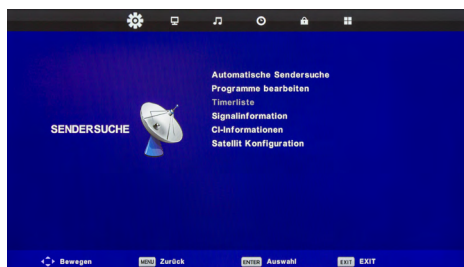 Automatische Sendersuche
Programme bearbeiten
Timerliste
Signalinformation
SENDERSUCHE
CI-Informationen
Satellit Konfiguration
Bewegen MENU Zurück ENTER Auswahl EXIT EXIT